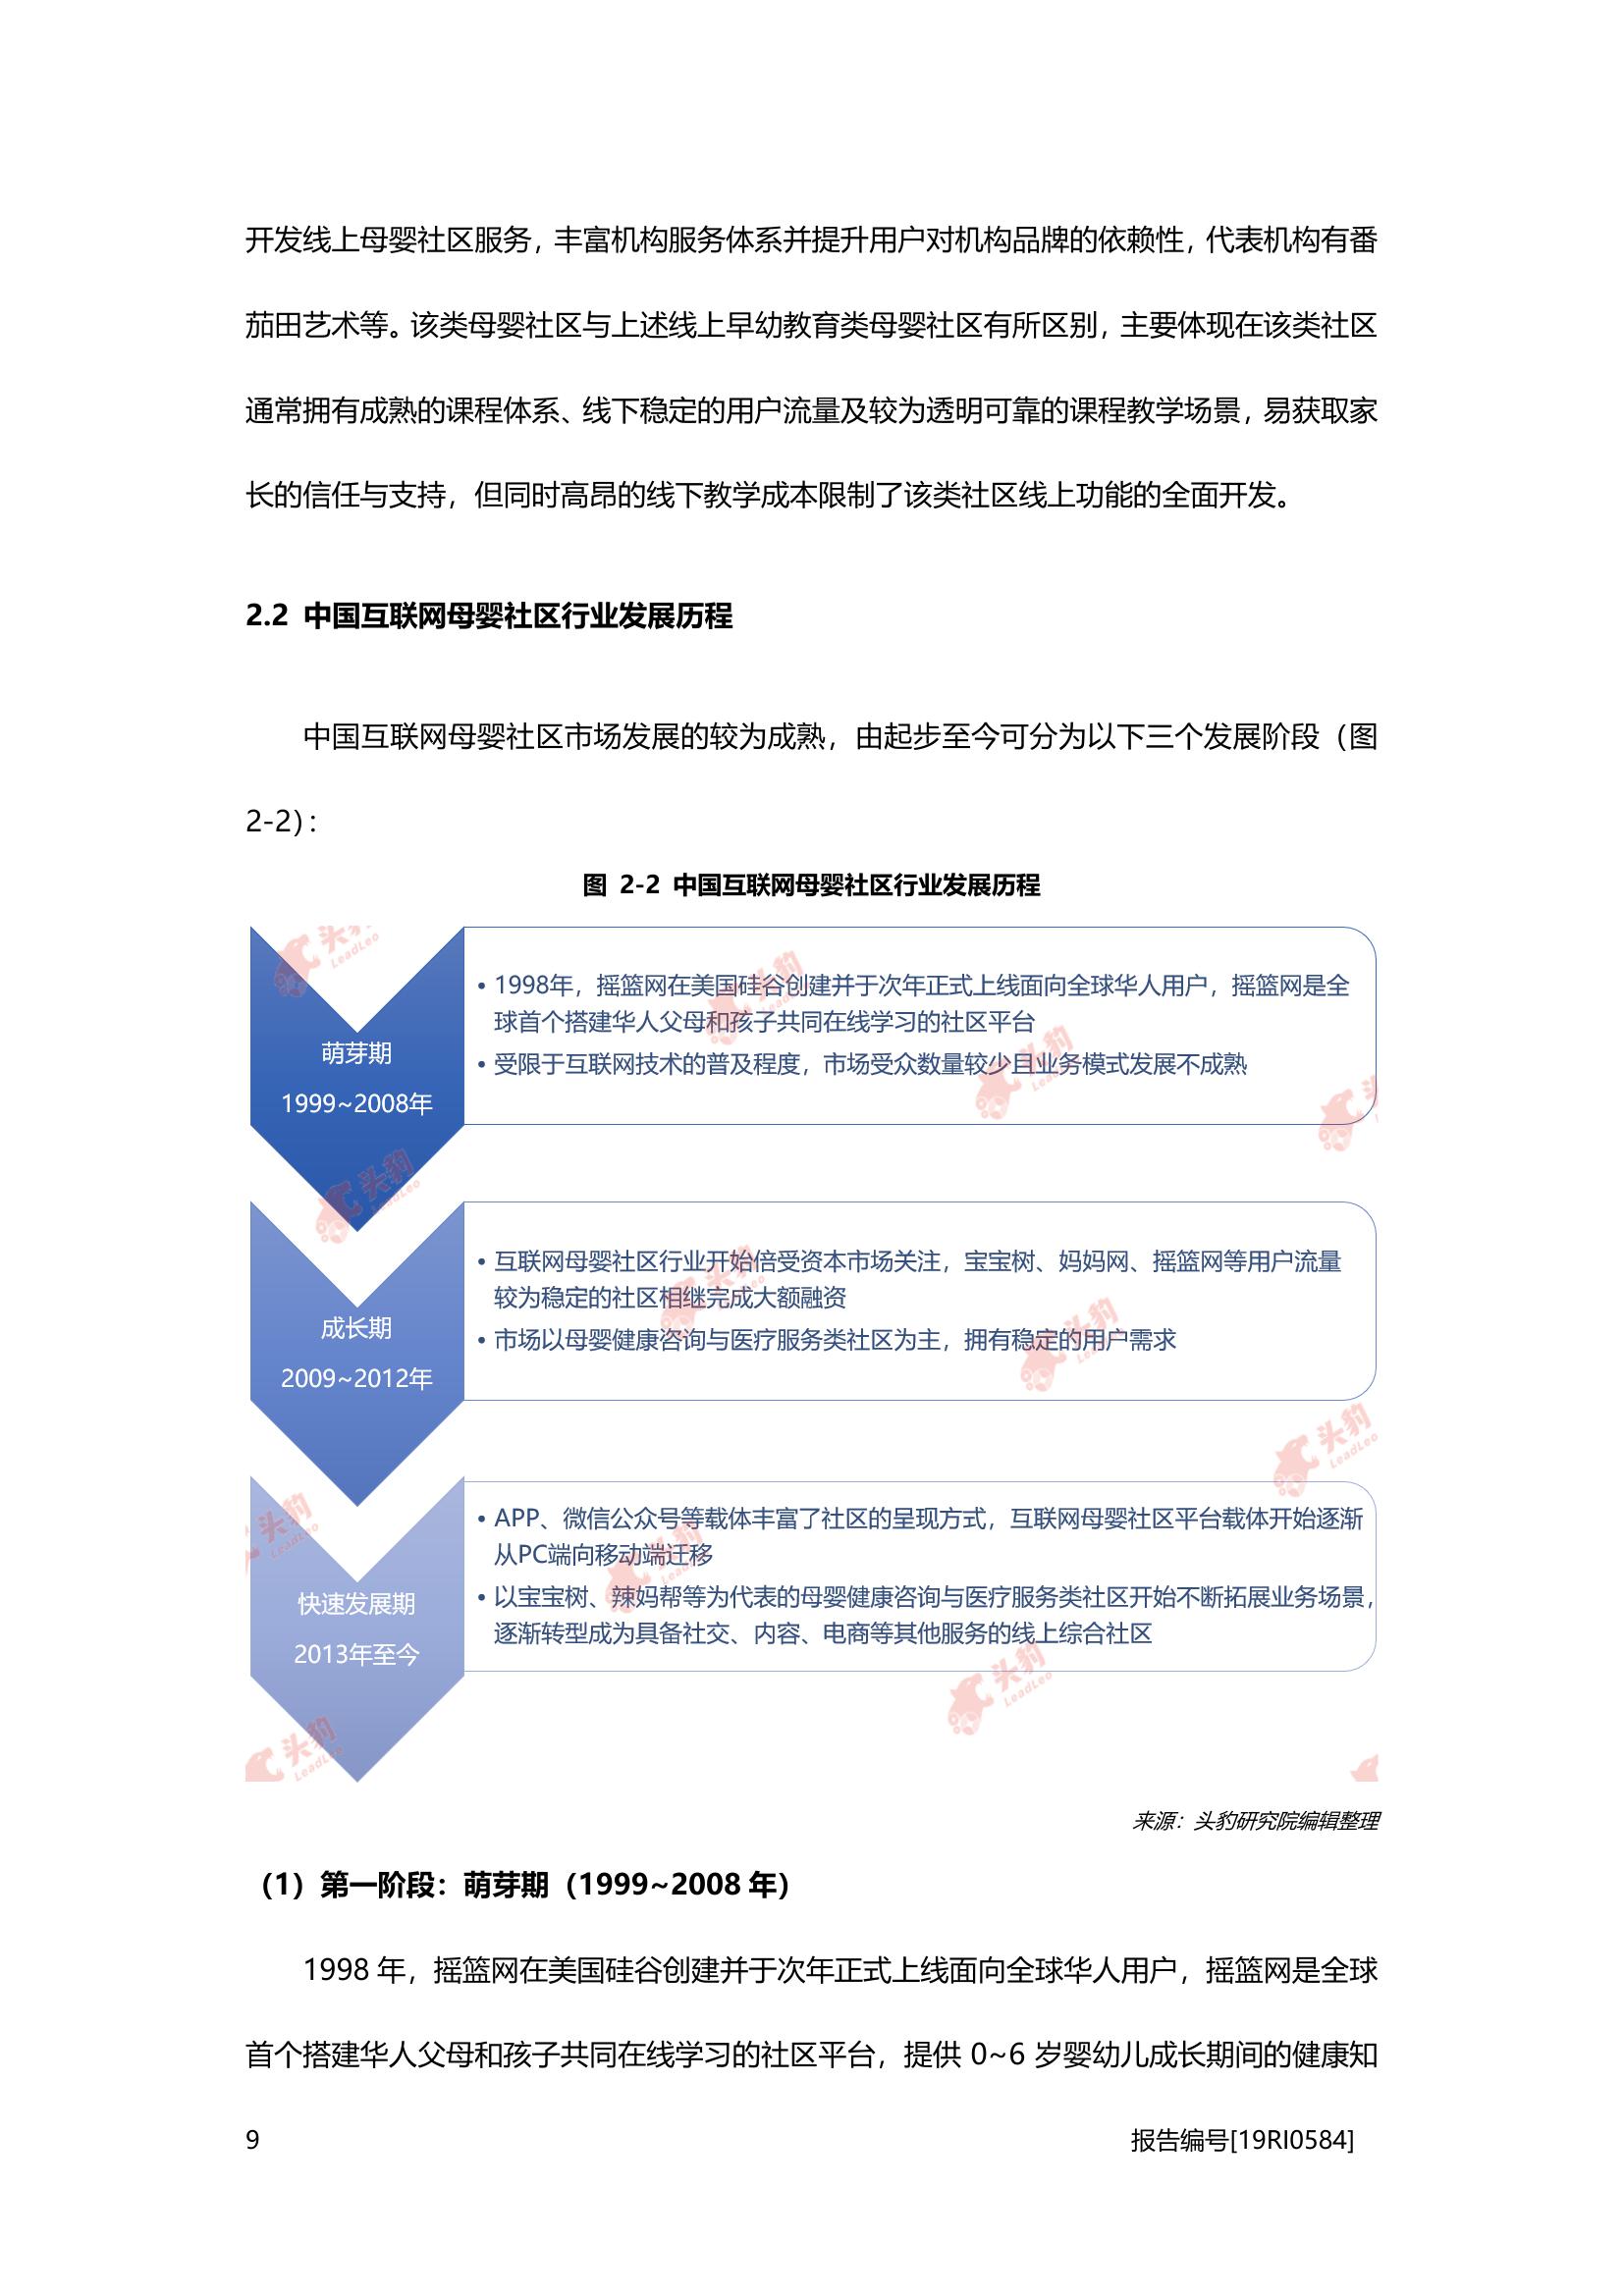 开发线上母婴社区服务，丰富机构服务体系并提升用户对机构品牌的依赖性，代表机构有番
茄田艺术等。该类母婴社区与上述线上早幼教育类母婴社区有所区别，主要体现在该类社区
通常拥有成熟的课程体系、线下稳定的用户流量及较为透明可靠的课程教学场景，易获取家
长的信任与支持，但同时高昂的线下教学成本限制了该类社区线上功能的全面开发。
2.2 中国互联网母婴社区行业发展历程
中国互联网母婴社区市场发展的较为成熟，由起步至今可分为以下三个发展阶段（图
2-2）：
图 2-2 中国互联网母婴社区行业发展历程
萌芽期
1999~2008年
• 1998年，摇篮网在美国硅谷创建并于次年正式上线面向全球华人用户，摇篮网是全
球首个搭建华人父母和孩子共同在线学习的社区平台
• 受限于互联网技术的普及程度，市场受众数量较少且业务模式发展不成熟
成长期
2009~2012年
• 互联网母婴社区行业开始倍受资本市场关注，宝宝树、妈妈网、摇篮网等用户流量
较为稳定的社区相继完成大额融资
• 市场以母婴健康咨询与医疗服务类社区为主，拥有稳定的用户需求
快速发展期
2013年至今
• APP、微信公众号等载体丰富了社区的呈现方式，互联网母婴社区平台载体开始逐渐
从PC端向移动端迁移
• 以宝宝树、辣妈帮等为代表的母婴健康咨询与医疗服务类社区开始不断拓展业务场景，
逐渐转型成为具备社交、内容、电商等其他服务的线上综合社区
头豹
LeadLeo
来源：头豹研究院编辑整理
（1）第一阶段：萌芽期（1999~2008 年）
1998 年，摇篮网在美国硅谷创建并于次年正式上线面向全球华人用户，摇篮网是全球
首个搭建华人父母和孩子共同在线学习的社区平台，提供 0~6 岁婴幼儿成长期间的健康知
9
报告编号[19RI0584]